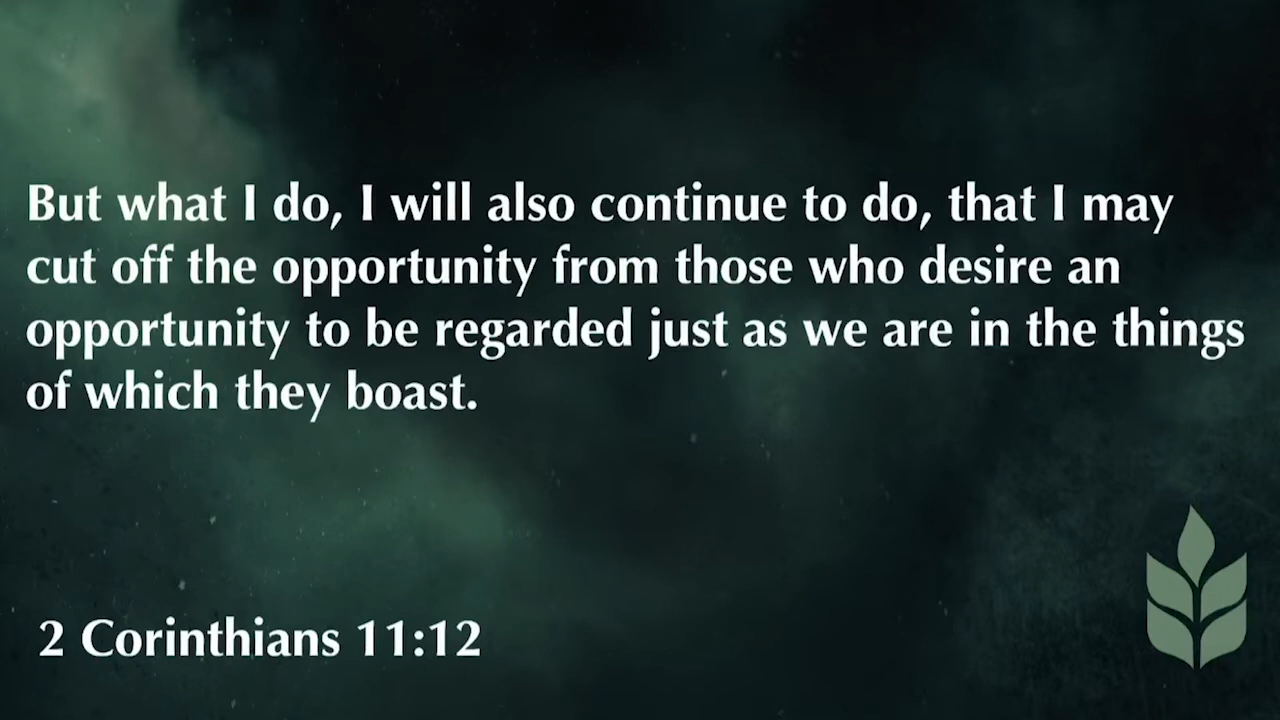 But what I do, I will also continue to do, that I may
cut off the opportunity from those who desire an
opportunity to be regarded just as we are in the things
of which they boast.
2 Corinthians 11:12